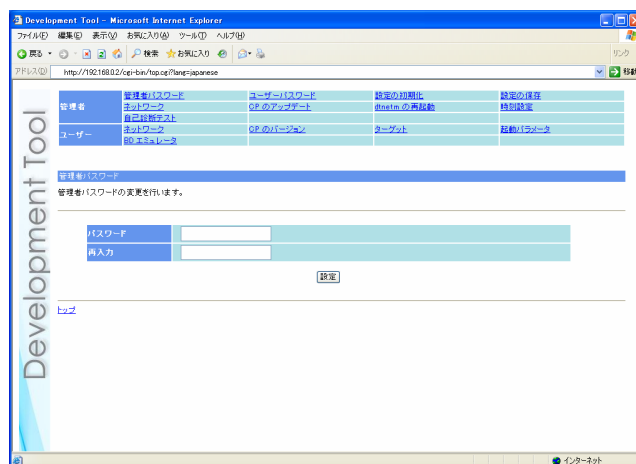 Development Tool - Microsoft Internet Explorer
ファイル(F) 編集(E) 表示(V) お気に入り(A) ツール(T) ヘルプ(H)
戻る 検索 お気に入り リンク
アドレス(D) http://192.168.0.2/cgi-bin/top.cgi?lang=japanese 移動
Development Tool
管理者 管理者パスワード ユーザーパスワード 設定の初期化 設定の保存
ネットワーク CP のアップデート dtnetm の再起動 時刻設定
自己診断テスト
ユーザー ネットワーク CP のバージョン ターゲット 起動パラメータ
BD エミュレータ
管理者パスワード
管理者パスワードの変更を行います。
パスワード
再入力
設定
トップ
インターネット